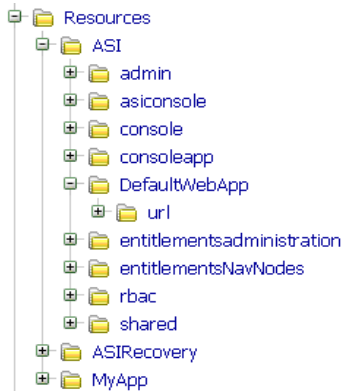 Resources
ASI
admin
asiconsole
console
consoleapp
DefaultWebApp
url
entitlementsadministration
entitlementsNavNodes
rbac
shared
ASIRecovery
MyApp